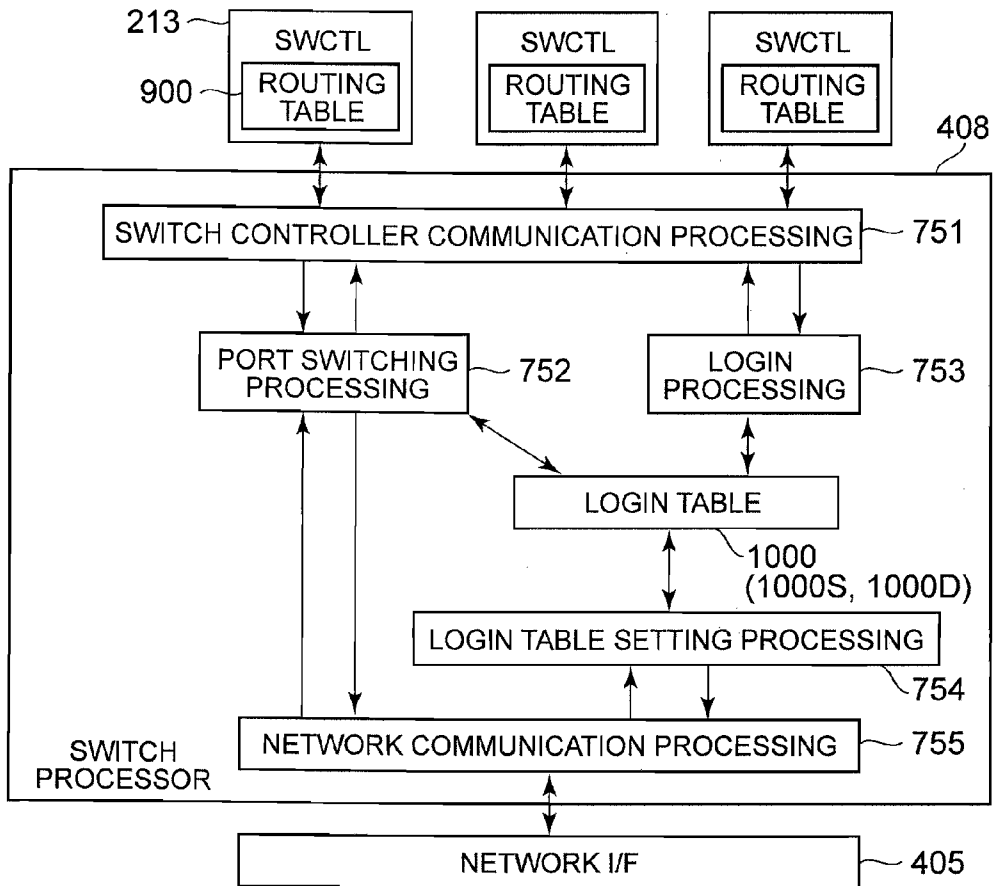 213
SWCTL
SWCTL
SWCTL
900
ROUTING
TABLE
ROUTING
TABLE
ROUTING
TABLE
408
SWITCH CONTROLLER COMMUNICATION PROCESSING
751
PORT SWITCHING
PROCESSING
752
LOGIN
PROCESSING
753
LOGIN TABLE
1000
(1000S, 1000D)
LOGIN TABLE SETTING PROCESSING
754
NETWORK COMMUNICATION PROCESSING
755
SWITCH
PROCESSOR
NETWORK I/F
405